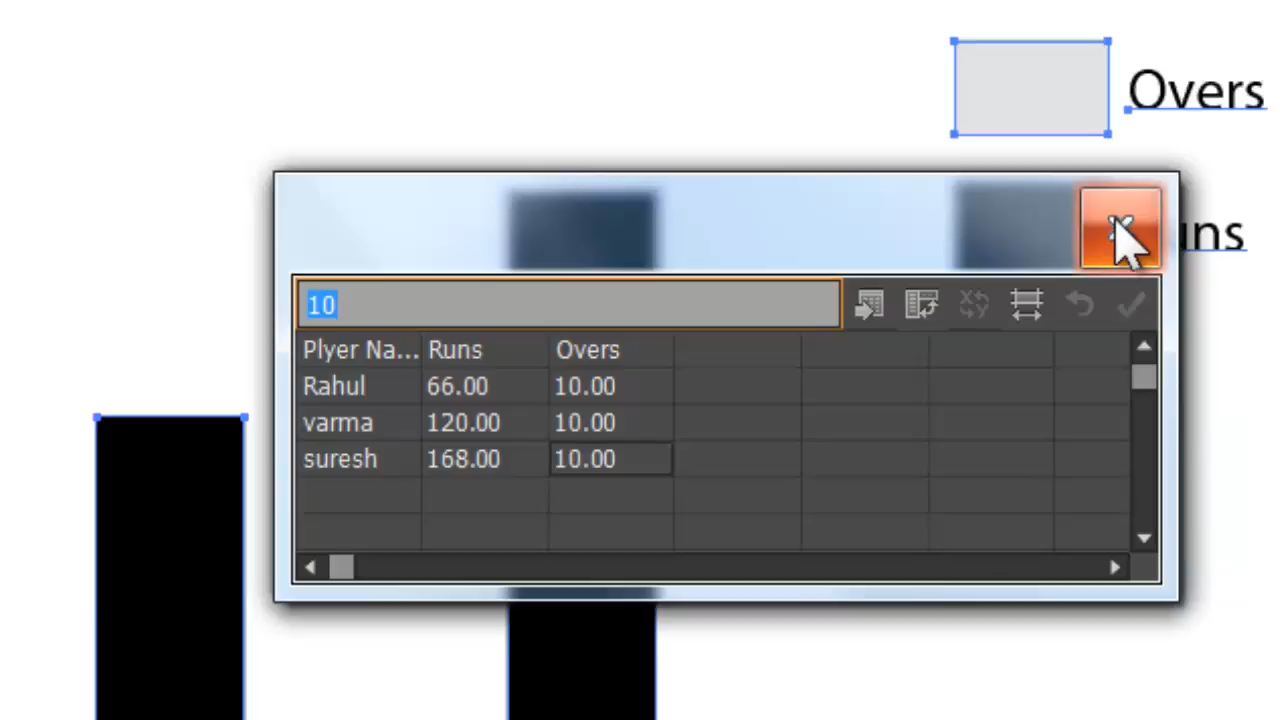 Overs
uns
10
Plyer Na... Runs Overs
Rahul 66.00 10.00
varma 120.00 10.00
suresh 168.00 10.00